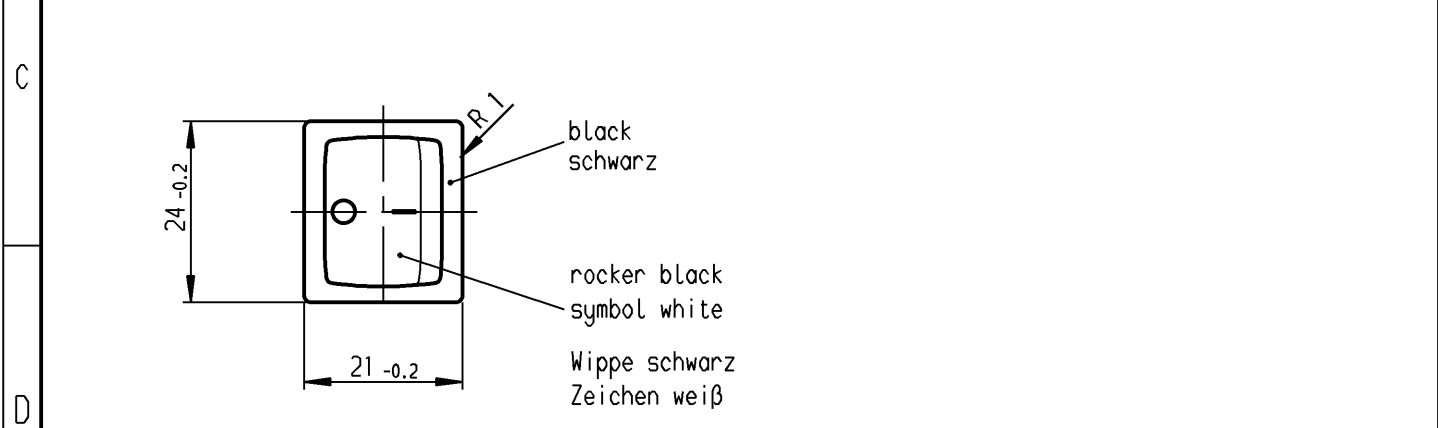 C
R 1
black
schwarz
24 -0.2
rocker black
symbol white
21 -0.2
Wippe schwarz
Zeichen weiß
D